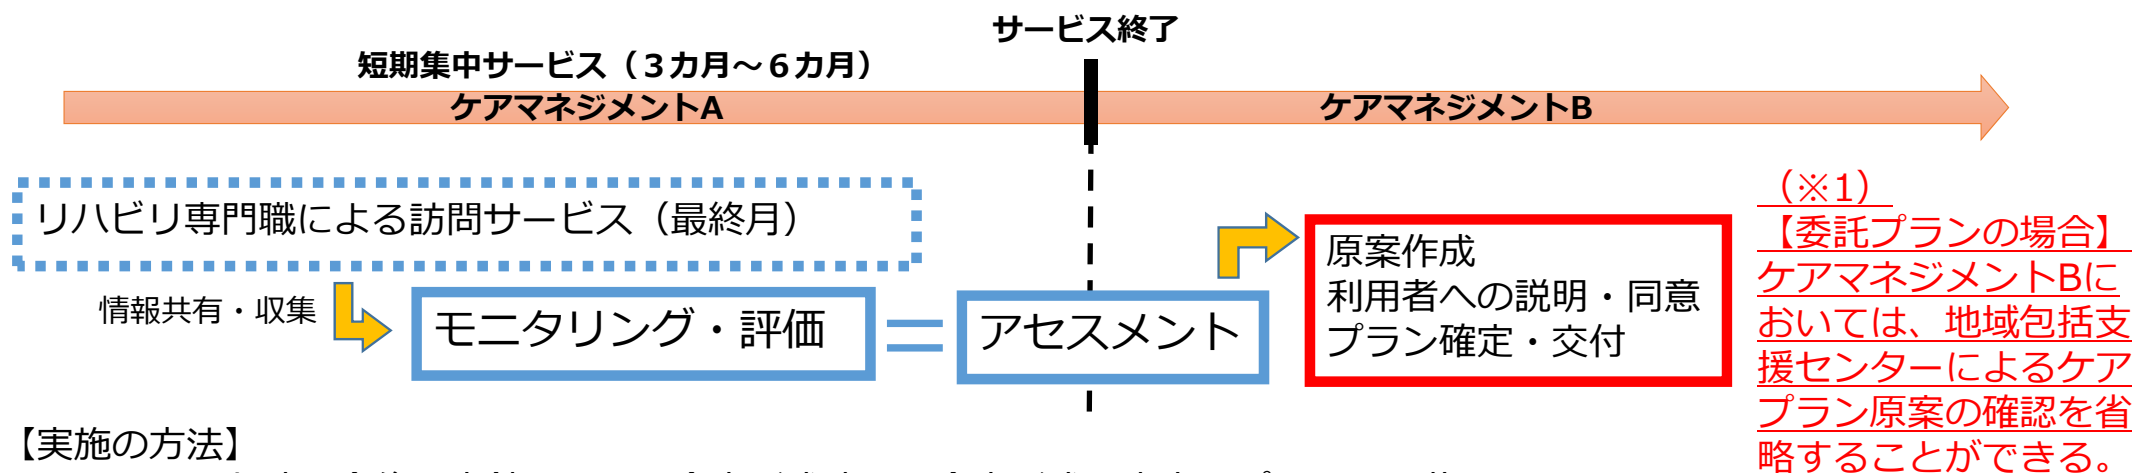 サービス終了
短期集中サービス（３カ月～６カ月）
ケアマネジメントA
ケアマネジメントB
リハビリ専門職による訪問サービス（最終月）
情報共有・収集
モニタリング・評価
アセスメント
原案作成
利用者への説明・同意
プラン確定・交付
（※1）
【委託プランの場合】
ケアマネジメントBに
おいては、地域包括支
援センターによるケア
プラン原案の確認を省
略することができる。
【実施の方法】